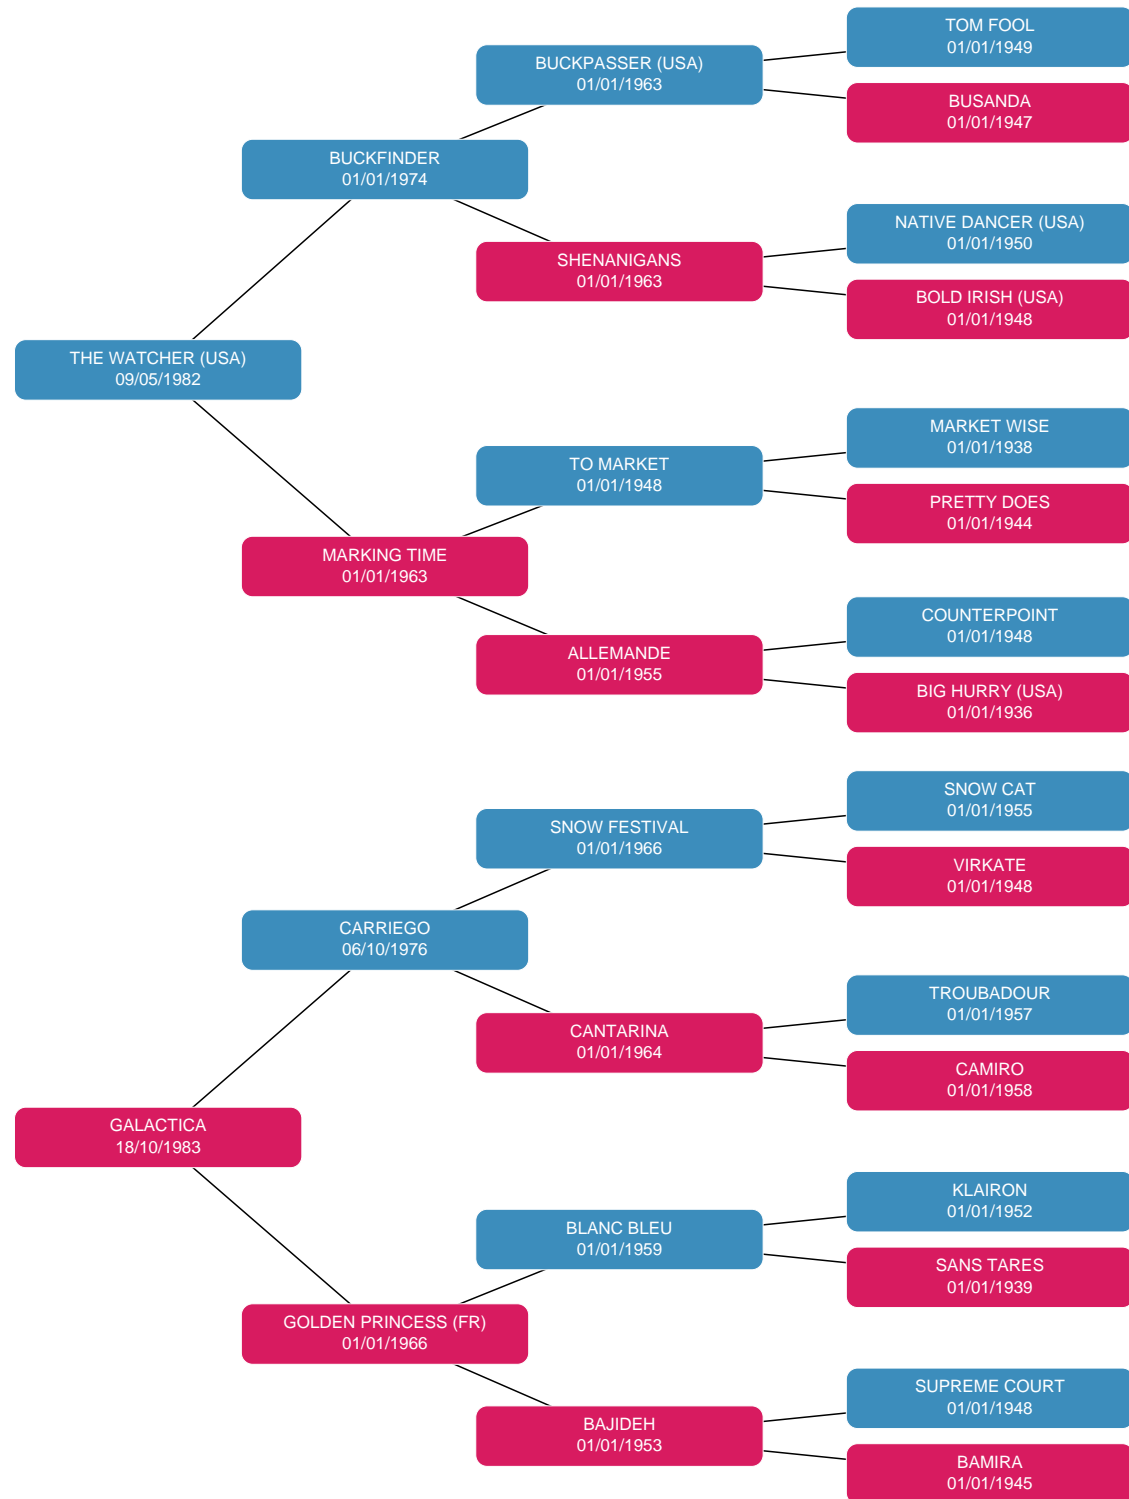 TOM FOOL
01/01/1949
BUCKPASSER (USA)
01/01/1963
BUSANDA
01/01/1947
BUCKFINDER
01/01/1974
NATIVE DANCER (USA)
01/01/1950
SHENANIGANS
01/01/1963
BOLD IRISH (USA)
01/01/1948
THE WATCHER (USA)
09/05/1982
MARKET WISE
01/01/1938
TO MARKET
01/01/1948
PRETTY DOES
01/01/1944
MARKING TIME
01/01/1963
COUNTERPOINT
01/01/1948
ALLEMANDE
01/01/1955
BIG HURRY (USA)
01/01/1936
SNOW CAT
01/01/1955
SNOW FESTIVAL
01/01/1966
VIRKATE
01/01/1948
CARRIEGO
06/10/1976
TROUBADOUR
01/01/1957
CANTARINA
01/01/1964
CAMIRO
01/01/1958
GALACTICA
18/10/1983
KLAIRON
01/01/1952
BLANC BLEU
01/01/1959
SANS TARES
01/01/1939
GOLDEN PRINCESS (FR)
01/01/1966
SUPREME COURT
01/01/1948
BAJIDEH
01/01/1953
BAMIRA
01/01/1945